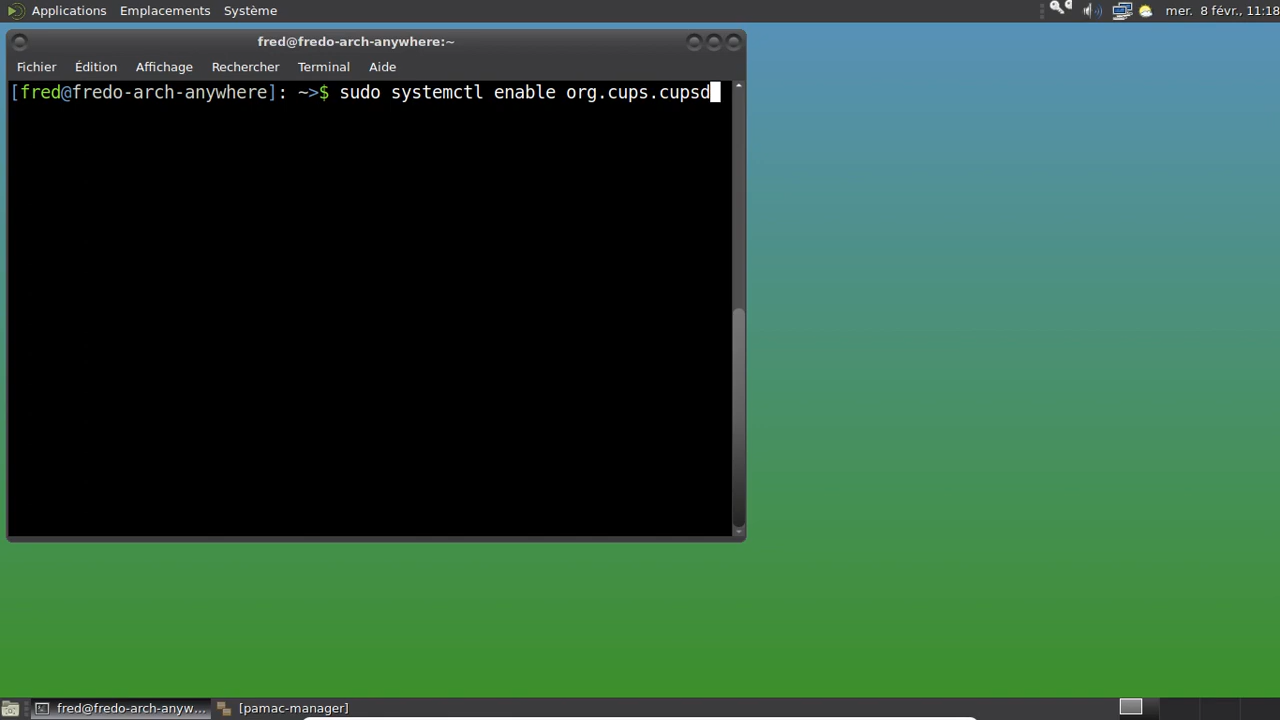 Applications Emplacements Système mer. 8 févr., 11:18
fred@fredo-arch-anywhere:~
Fichier Édition Affichage Rechercher Terminal Aide
[fred@fredo-arch-anywhere]: ~>$ sudo systemctl enable org.cups.cupsd
fred@fredo-arch-anyw... [pamac-manager]